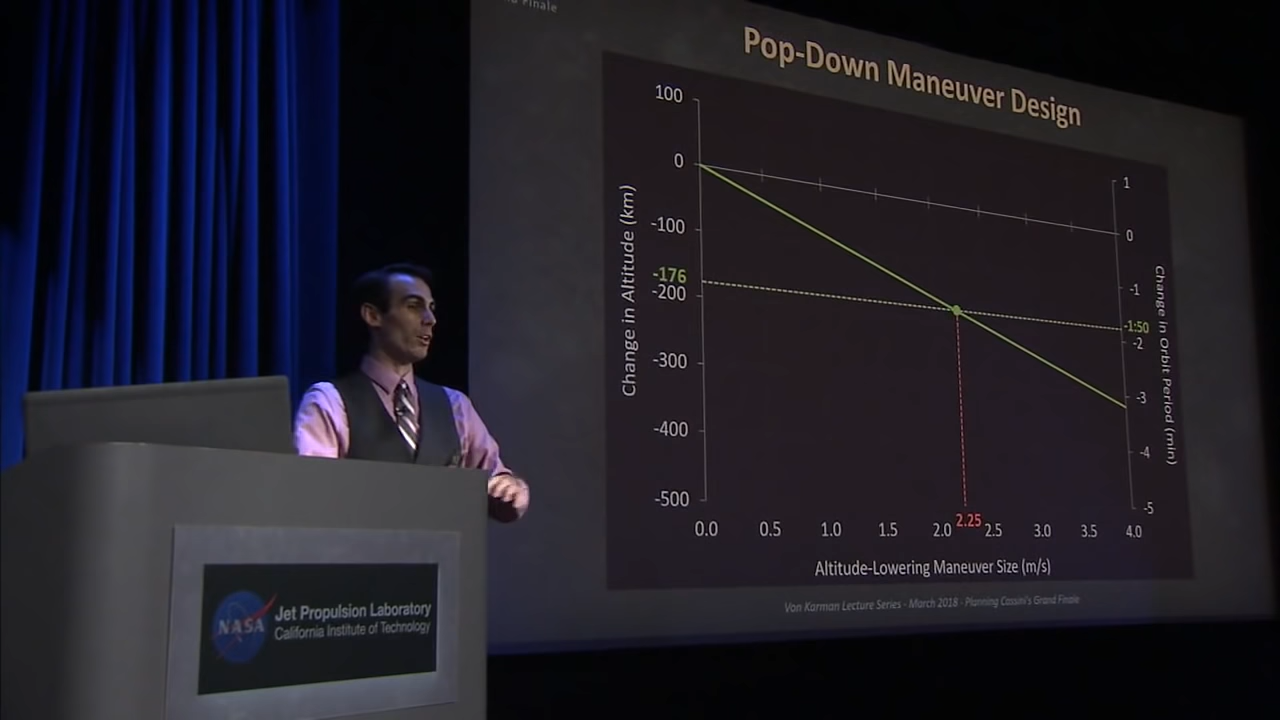 Finale
Pop-Down Maneuver Design
100
0
-100
-176
-200
-300
-400
-500
Change in Altitude (km)
1
0
-1
-1:50
-2
-3
-4
-5
Change in Orbit Period (min)
2.25
0.0 0.5 1.0 1.5 2.0 2.5 3.0 3.5 4.0
Altitude-Lowering Maneuver Size (m/s)
Von Karman Lecture Series - March 2018 - Planning Cassini's Grand Finale
NASA
Jet Propulsion Laboratory
California Institute of Technology